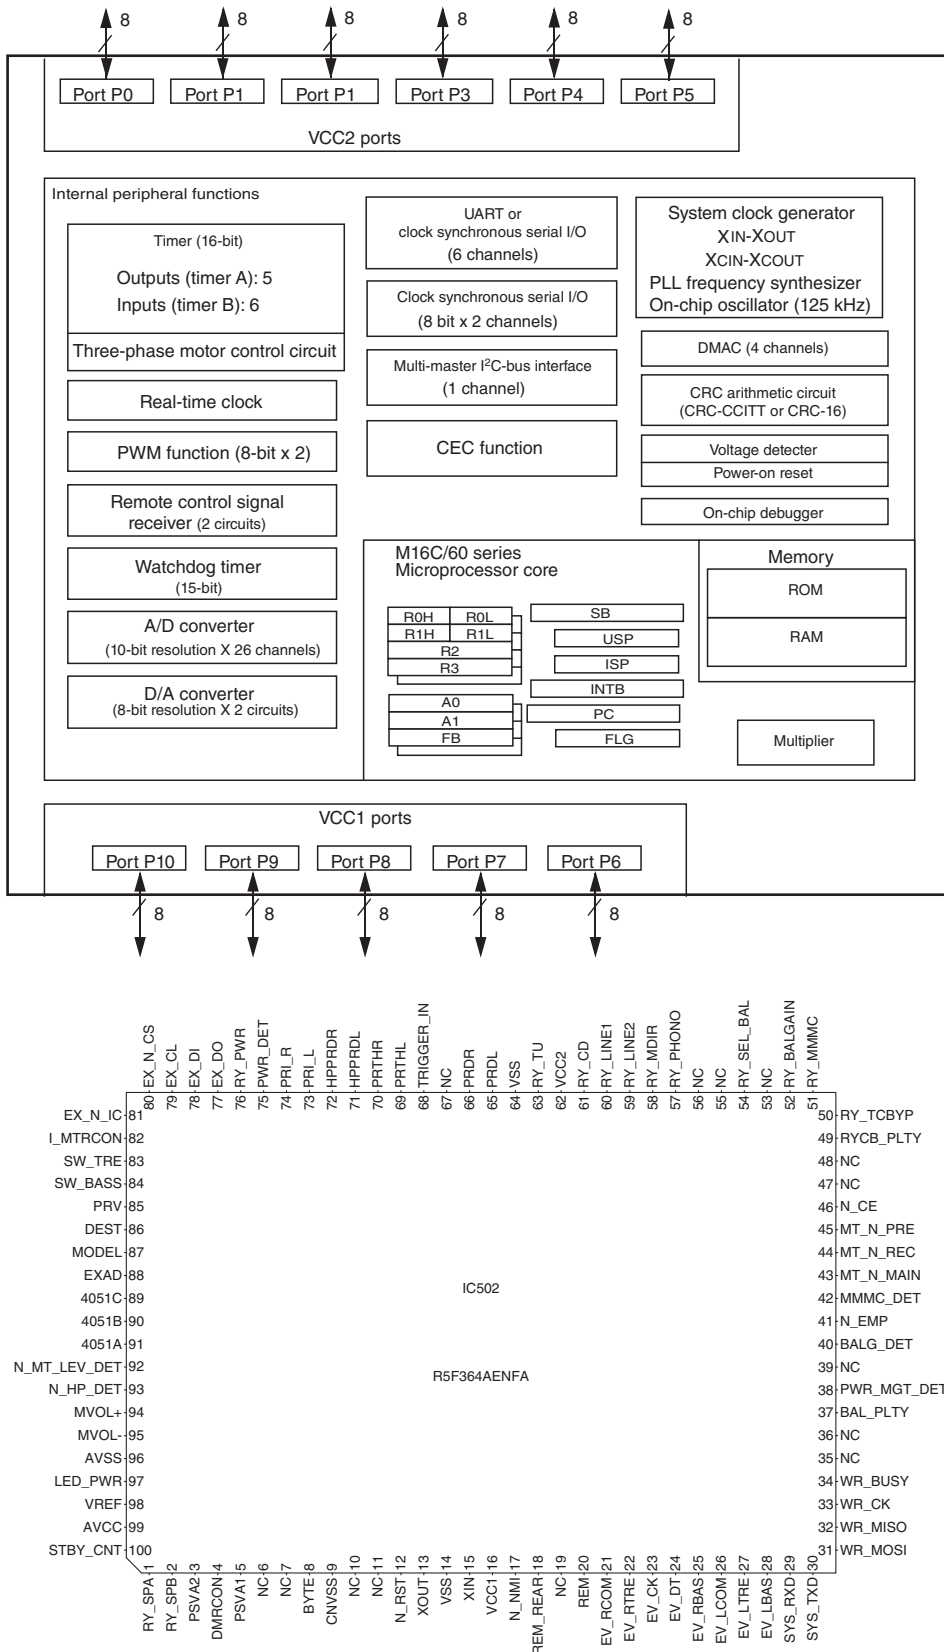 8 8 8 8 8 8
Port P0 Port P1 Port P1 Port P3 Port P4 Port P5
VCC2 ports
Internal peripheral functions
Timer (16-bit)
Outputs (timer A): 5
Inputs (timer B): 6
Three-phase motor control circuit
Real-time clock
PWM function (8-bit x 2)
Remote control signal
receiver (2 circuits)
Watchdog timer
(15-bit)
A/D converter
(10-bit resolution X 26 channels)
D/A converter
(8-bit resolution X 2 circuits)
UART or
clock synchronous serial I/O
(6 channels)
Clock synchronous serial I/O
(8 bit x 2 channels)
Multi-master I²C-bus interface
(1 channel)
CEC function
System clock generator
XIN-XOUT
XCIN-XCOUT
PLL frequency synthesizer
On-chip oscillator (125 kHz)
DMAC (4 channels)
CRC arithmetic circuit
(CRC-CCITT or CRC-16)
Voltage detecter
Power-on reset
On-chip debugger
M16C/60 series
Microprocessor core
R0H R0L
R1H R1L
R2
R3
A0
A1
FB
SB
USP
ISP
INTB
PC
FLG
Memory
ROM
RAM
Multiplier
VCC1 ports
Port P10 Port P9 Port P8 Port P7 Port P6
8 8 8 8 8
80 EX_N_CS
79 EX_CL
78 EX_DI
77 EX_DO
76 RY_PWR
75 PWR_DET
74 PRI_R
73 PRI_L
72 HPPRDR
71 HPPRDL
70 PRTHR
69 PRTHL
68 TRIGGER_IN
67 NC
66 PRDR
65 PRDL
64 VSS
63 RY_TU
62 VCC2
61 RY_CD
60 RY_LINE1
59 RY_LINE2
58 RY_MDIR
57 RY_PHONO
56 NC
55 NC
54 RY_SEL_BAL
53 NC
52 RY_BALGAIN
51 RY_MMMC
EX_N_IC 81
I_MTRCON 82
SW_TRE 83
SW_BASS 84
PRV 85
DEST 86
MODEL 87
EXAD 88
4051C 89
4051B 90
4051A 91
N_MT_LEV_DET 92
N_HP_DET 93
MVOL+ 94
MVOL- 95
AVSS 96
LED_PWR 97
VREF 98
AVCC 99
STBY_CNT 100
IC502
R5F364AENFA
50 RY_TCBYP
49 RYCB_PLTY
48 NC
47 NC
46 N_CE
45 MT_N_PRE
44 MT_N_REC
43 MT_N_MAIN
42 MMMC_DET
41 N_EMP
40 BALG_DET
39 NC
38 PWR_MGT_DET
37 BAL_PLTY
36 NC
35 NC
34 WR_BUSY
33 WR_CK
32 WR_MISO
31 WR_MOSI
RY_SPA 1
RY_SPB 2
PSVA2 3
DMRCON 4
PSVA1 5
NC 6
NC 7
BYTE 8
CNVSS 9
NC 10
NC 11
N_RST 12
XOUT 13
VSS 14
XIN 15
VCC1 16
N_NMI 17
REM_REAR 18
NC 19
REM 20
EV_RCOM 21
EV_RTRE 22
EV_CK 23
EV_DT 24
EV_RBAS 25
EV_LCOM 26
EV_LTRE 27
EV_LBAS 28
SYS_RXD 29
SYS_TXD 30